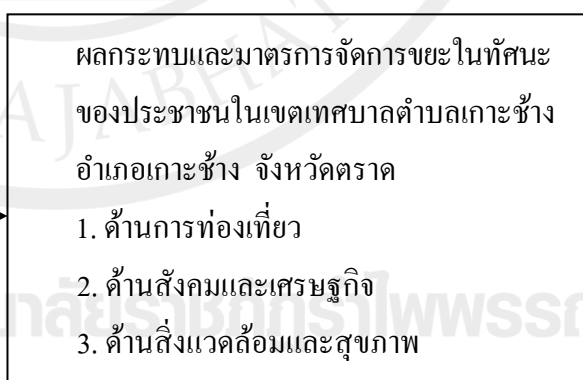 ผลกระทบและมาตรการจัดการขยะในทัศนะ
ของประชาชนในเขตเทศบาลตำบลเกาะช้าง
อำเภอเกาะช้าง จังหวัดตราด
1. ด้านการท่องเที่ยว
2. ด้านสังคมและเศรษฐกิจ
3. ด้านสิ่งแวดล้อมและสุขภาพ